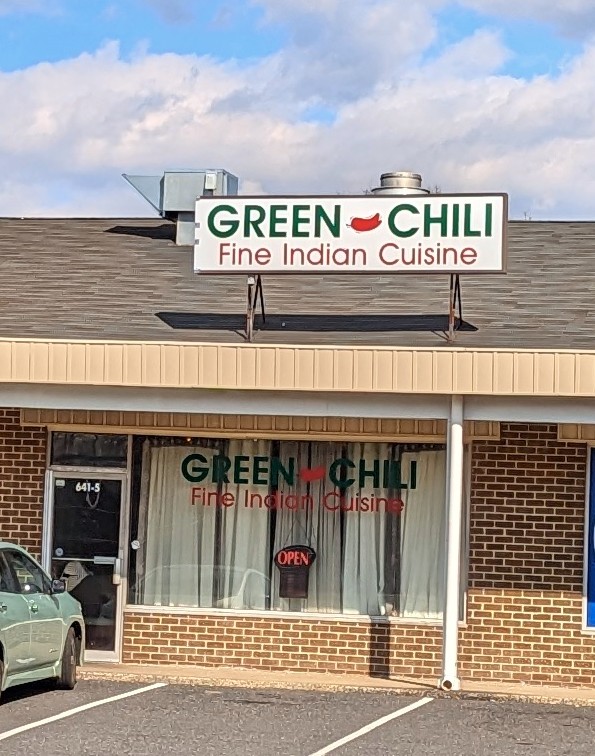 GREEN CHILI
Fine Indian Cuisine
GREEN CHILI
Fine Indian Cuisine
641-5
OPEN